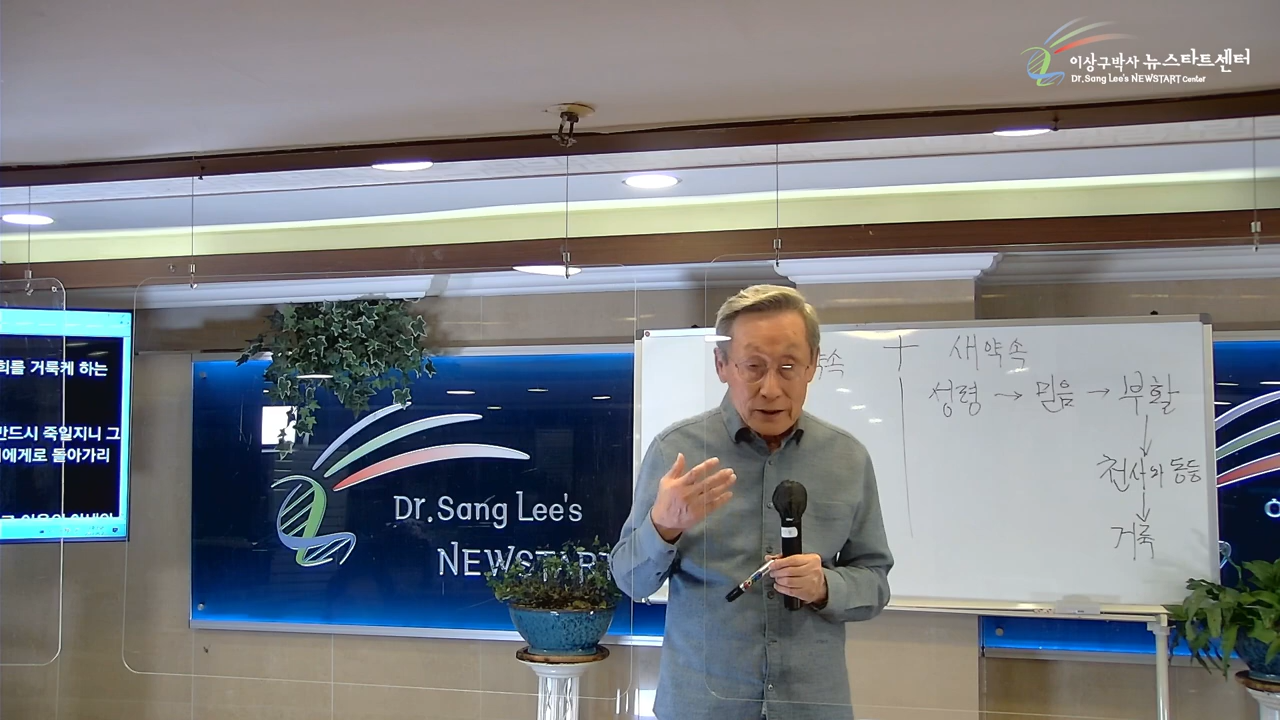 이상구박사 뉴스타트센터
Dr. Sang Lee's NEWSTART Center
회를 거룩케 하는
반드시 죽일지니 그
에게로 돌아가리
Dr. Sang Lee's
NEWSTART
속 + 새약속
성령 → 믿음 → 부활
↓
천사와 동등
↓
거족